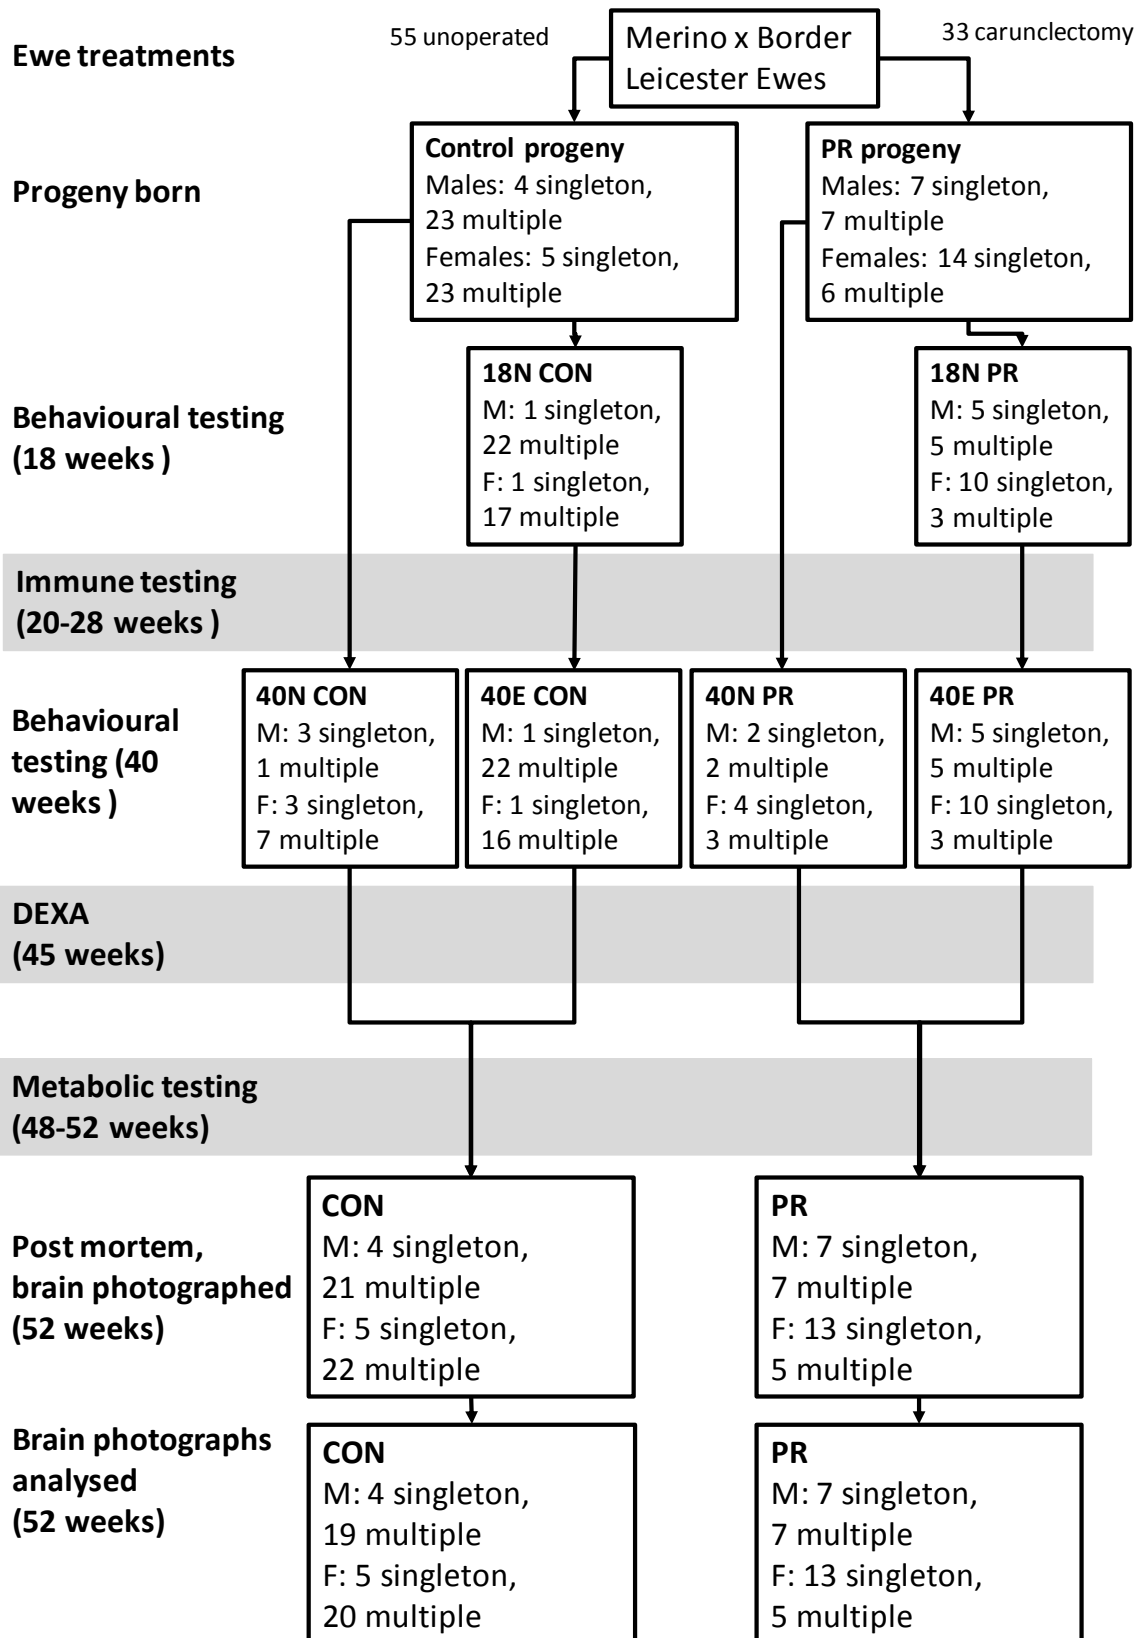 Ewe treatments
55 unoperated
Merino x Border
Leicester Ewes
33 carunclectomy
Progeny born
Control progeny
Males: 4 singleton,
23 multiple
Females: 5 singleton,
23 multiple
PR progeny
Males: 7 singleton,
7 multiple
Females: 14 singleton,
6 multiple
Behavioural testing
(18 weeks )
18N CON
M: 1 singleton,
22 multiple
F: 1 singleton,
17 multiple
18N PR
M: 5 singleton,
5 multiple
F: 10 singleton,
3 multiple
Immune testing
(20-28 weeks )
Behavioural
testing (40
weeks )
40N CON
M: 3 singleton,
1 multiple
F: 3 singleton,
7 multiple
40E CON
M: 1 singleton,
22 multiple
F: 1 singleton,
16 multiple
40N PR
M: 2 singleton,
2 multiple
F: 4 singleton,
3 multiple
40E PR
M: 5 singleton,
5 multiple
F: 10 singleton,
3 multiple
DEXA
(45 weeks)
Metabolic testing
(48-52 weeks)
Post mortem,
brain photographed
(52 weeks)
CON
M: 4 singleton,
21 multiple
F: 5 singleton,
22 multiple
PR
M: 7 singleton,
7 multiple
F: 13 singleton,
5 multiple
Brain photographs
analysed
(52 weeks)
CON
M: 4 singleton,
19 multiple
F: 5 singleton,
20 multiple
PR
M: 7 singleton,
7 multiple
F: 13 singleton,
5 multiple